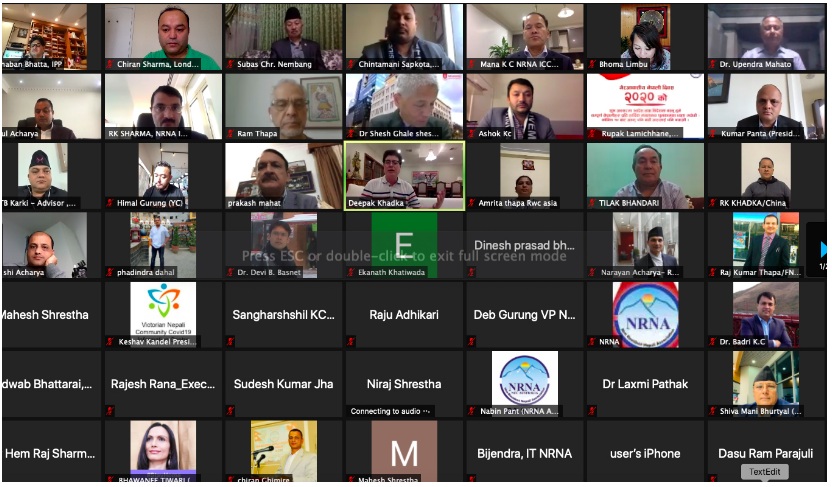 haban Bhatta, IPP
Chiran Sharma, Lond...
Subas Chr. Nembang
Chintamani Sapkota,...
Mana K C NRNA ICC...
Bhoma Limbu
Dr. Upendra Mahato
ul Acharya
RK SHARMA, NRNA I...
Ram Thapa
Dr Shesh Ghale shes...
Ashok Kc
२०२० को
Rupak Lamichhane,...
Kumar Panta (Presid...
TB Karki - Advisor ,...
Himal Gurung (YC)
prakash mahat
Deepak Khadka
Amrita thapa Rwc asia
TILAK BHANDARI
RK KHADKA/China
shi Acharya
phadindra dahal
Dr. Devi B. Basnet
E
Ekanath Khatiwada
Dinesh prasad bh...
Narayan Acharya- R...
Raj Kumar Thapa/FN...
Press ESC or double-click to exit full screen mode
1/2
Mahesh Shrestha
Victorian Nepali
Community Covid19
Keshav Kandel Presi...
Sangharshshil KC...
Raju Adhikari
Deb Gurung VP N...
NRNA
NRNA
Dr. Badri K.C
dwab Bhattarai,...
Rajesh Rana_Exec...
Sudesh Kumar Jha
Niraj Shrestha
Connecting to audio ···
NRNA
Nabin Pant (NRNA A...
Dr Laxmi Pathak
Shiva Mani Bhurtyal (...
Hem Raj Sharm...
BHAWANEE TIWARI (
chiran Ghimire
M
Mahesh Shrestha
Bijendra, IT NRNA
user's iPhone
Dasu Ram Parajuli
TextEdit